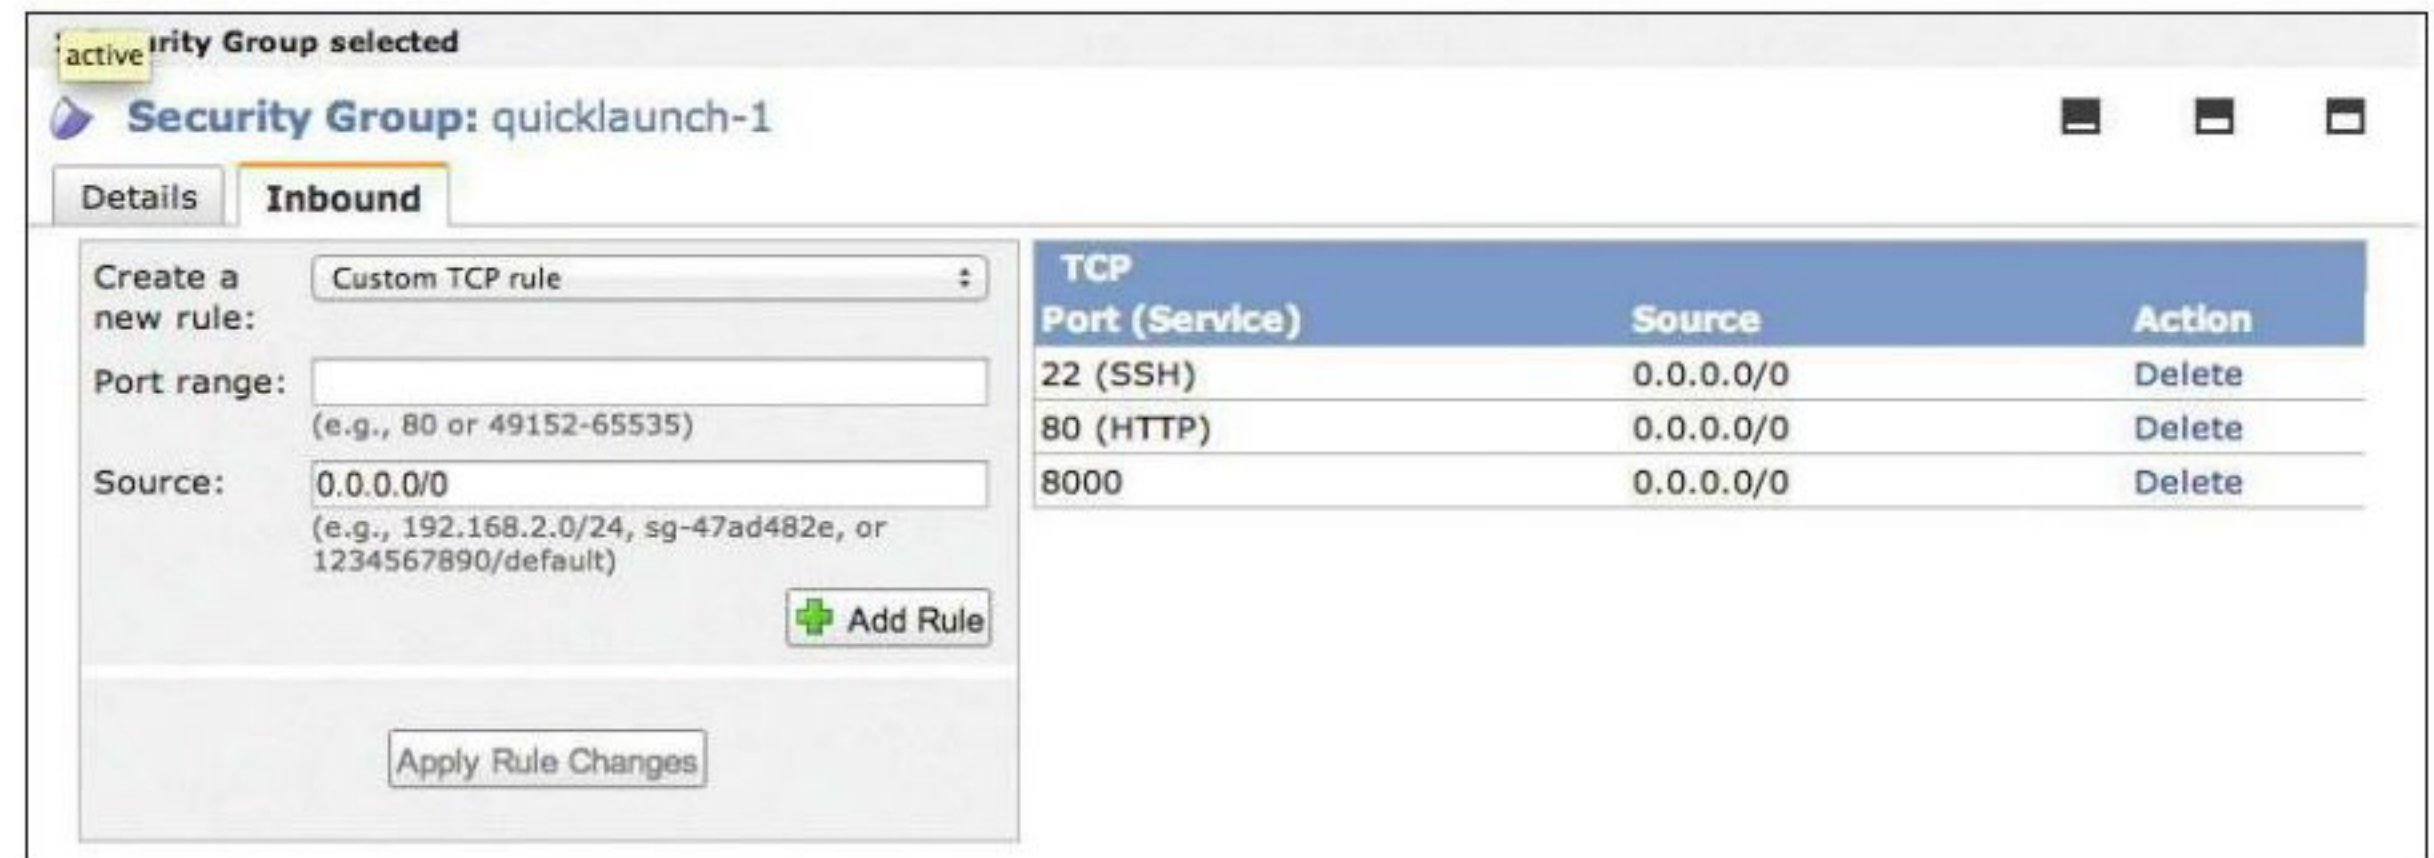 active
rity Group selected
Security Group: quicklaunch-1
Details
Inbound
Create a
new rule:
Custom TCP rule
Port range:
(e.g., 80 or 49152-65535)
Source:
0.0.0.0/0
(e.g., 192.168.2.0/24, sg-47ad482e, or
1234567890/default)
Add Rule
Apply Rule Changes
TCP
Port (Service) Source Action
22 (SSH) 0.0.0.0/0 Delete
80 (HTTP) 0.0.0.0/0 Delete
8000 0.0.0.0/0 Delete